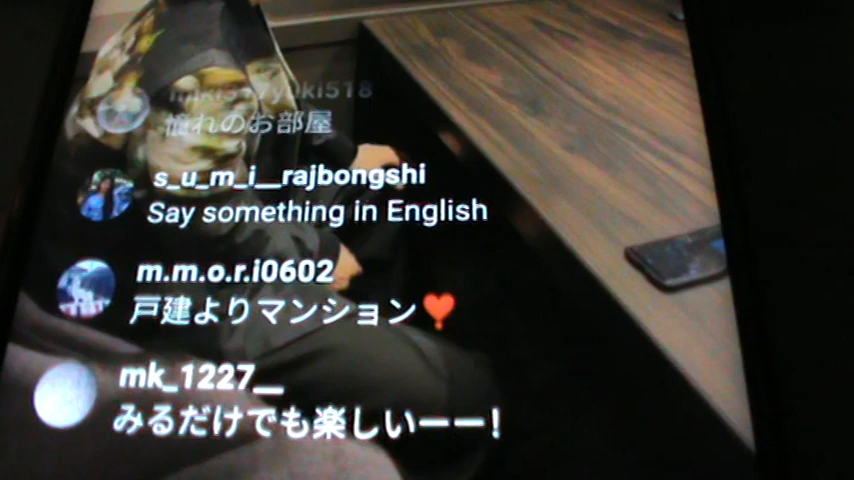 憧れのお部屋
s_u_m_i__rajbongshi
Say something in English
m.m.o.r.i0602
戸建よりマンション❣️
mk_1227__
みるだけでも楽しいーー!